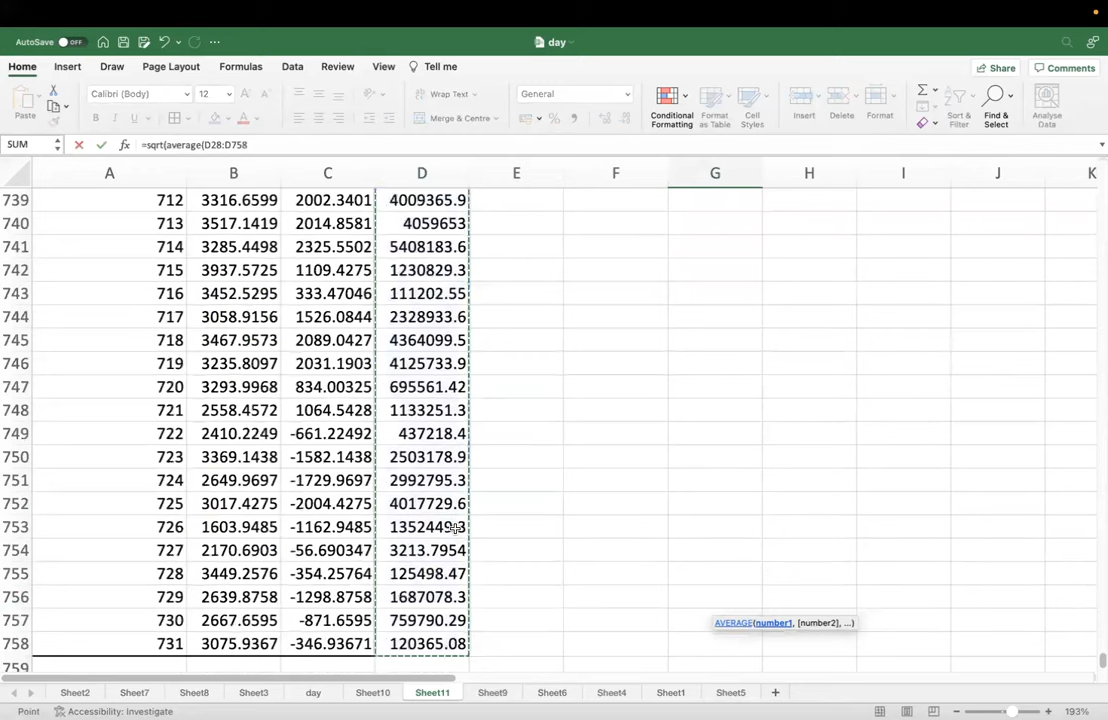 AutoSave OFF ... day
Home Insert Draw Page Layout Formulas Data Review View Tell me Share Comments
Paste Calibri (Body) 12 A A Wrap Text General Conditional Formatting Format as Table Cell Styles Insert Delete Format Sort & Filter Find & Select Analyse Data
B I U A Merge & Centre %
SUM fx =sqrt(average(D28:D758
A B C D E F G H I J K
739 712 3316.6599 2002.3401 4009365.9
740 713 3517.1419 2014.8581 4059653
741 714 3285.4498 2325.5502 5408183.6
742 715 3937.5725 1109.4275 1230829.3
743 716 3452.5295 333.47046 111202.55
744 717 3058.9156 1526.0844 2328933.6
745 718 3467.9573 2089.0427 4364099.5
746 719 3235.8097 2031.1903 4125733.9
747 720 3293.9968 834.00325 695561.42
748 721 2558.4572 1064.5428 1133251.3
749 722 2410.2249 -661.22492 437218.4
750 723 3369.1438 -1582.1438 2503178.9
751 724 2649.9697 -1729.9697 2992795.3
752 725 3017.4275 -2004.4275 4017729.6
753 726 1603.9485 -1162.9485 1352449.3
754 727 2170.6903 -56.690347 3213.7954
755 728 3449.2576 -354.25764 125498.47
756 729 2639.8758 -1298.8758 1687078.3
757 730 2667.6595 -871.6595 759790.29
AVERAGE(number1, [number2], ...)
758 731 3075.9367 -346.93671 120365.08
759
Sheet2 Sheet7 Sheet8 Sheet3 day Sheet10 Sheet11 Sheet9 Sheet6 Sheet4 Sheet1 Sheet5 +
Point Accessibility: Investigate 193%